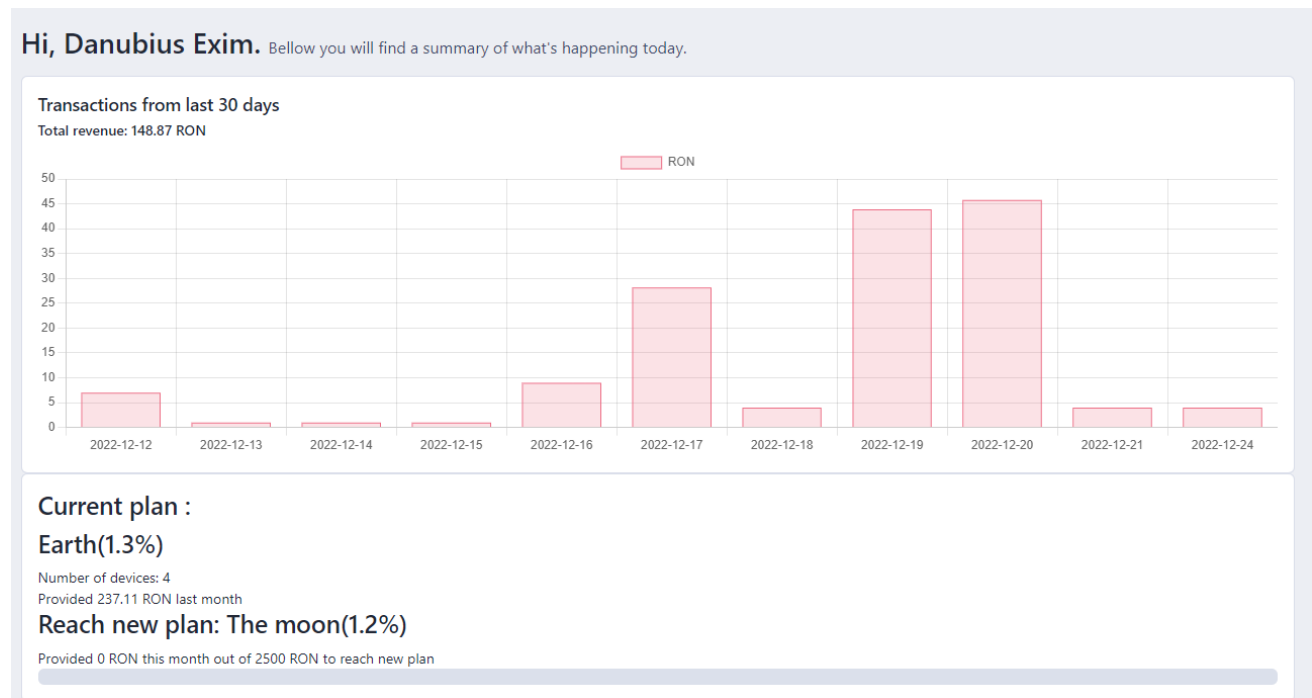 Hi, Danubius Exim. Bellow you will find a summary of what's happening today.
Transactions from last 30 days
Total revenue: 148.87 RON
RON
50
45
40
35
30
25
20
15
10
5
0
2022-12-12 2022-12-13 2022-12-14 2022-12-15 2022-12-16 2022-12-17 2022-12-18 2022-12-19 2022-12-20 2022-12-21 2022-12-24
Current plan :
Earth(1.3%)
Number of devices: 4
Provided 237.11 RON last month
Reach new plan: The moon(1.2%)
Provided 0 RON this month out of 2500 RON to reach new plan